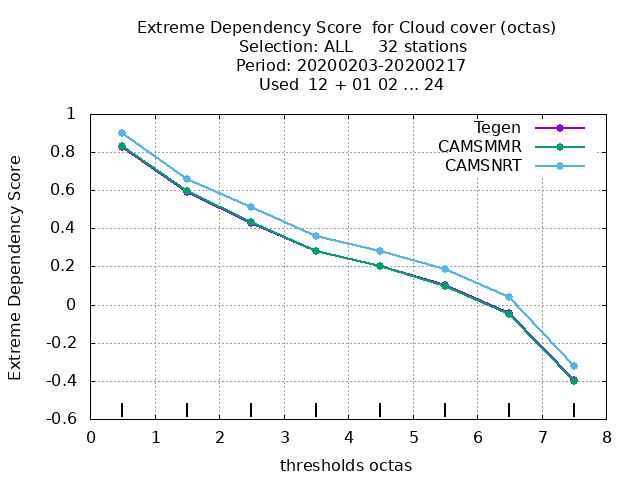 Extreme Dependency Score  for Cloud cover (octas)
Selection: ALL     32 stations
Period: 20200203-20200217
Used  12 + 01 02 ... 24
Extreme Dependency Score
1
0.8
0.6
0.4
0.2
0
-0.2
-0.4
-0.6
Tegen
CAMSMMR
CAMSNRT
0 1 2 3 4 5 6 7 8
thresholds octas